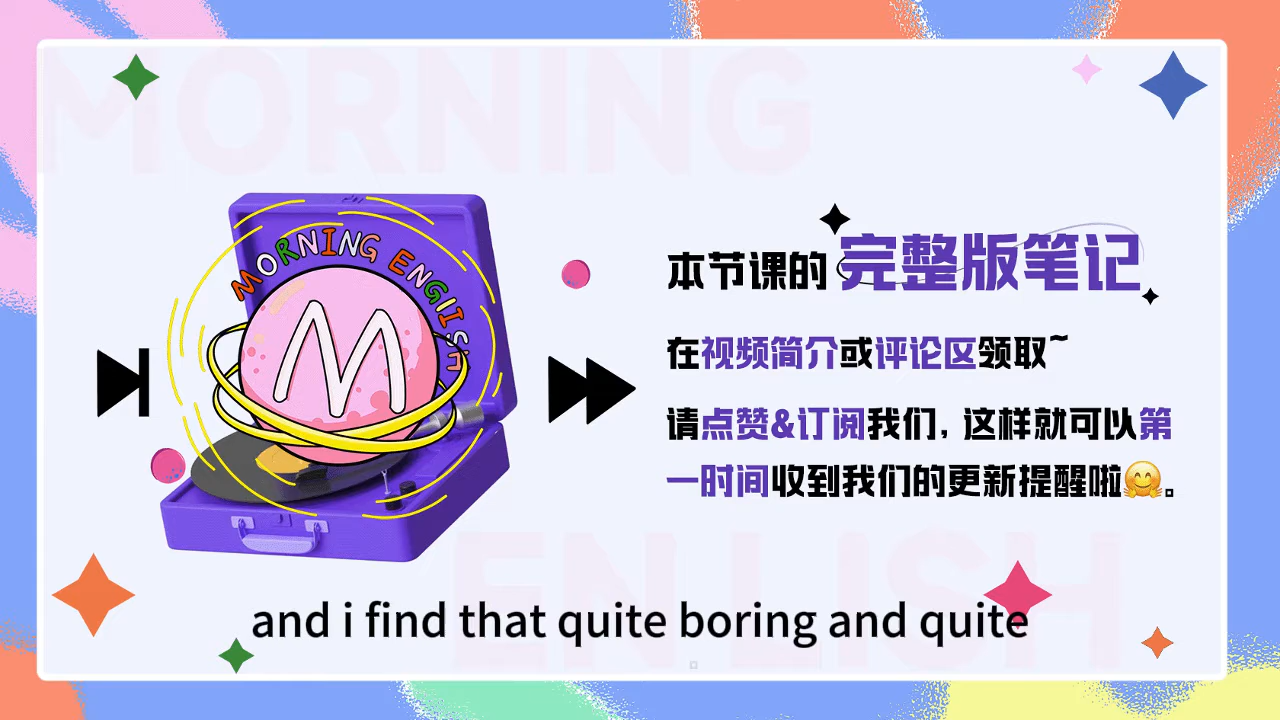 MORNING
MORNING ENGlISH
M
本节课的 完整版笔记
在视频简介或评论区领取~
请点赞&订阅我们, 这样就可以第
一时间收到我们的更新提醒啦🤗。
and i find that quite boring and quite